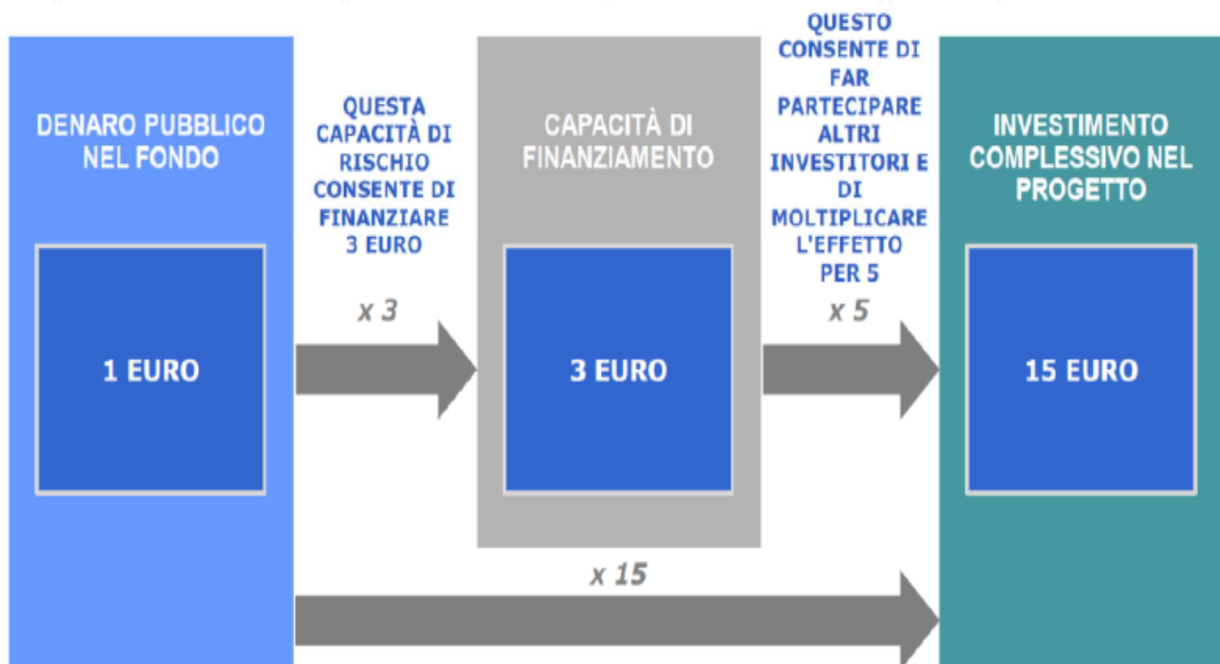 DENARO PUBBLICO
NEL FONDO
1 EURO
QUESTA
CAPACITÀ DI
RISCHIO
CONSENTE DI
FINANZIARE
3 EURO
x 3
CAPACITÀ DI
FINANZIAMENTO
3 EURO
QUESTO
CONSENTE DI
FAR
PARTECIPARE
ALTRI
INVESTITORI E
DI
MOLTIPLICARE
L'EFFETTO
PER 5
x 5
INVESTIMENTO
COMPLESSIVO NEL
PROGETTO
15 EURO
x 15